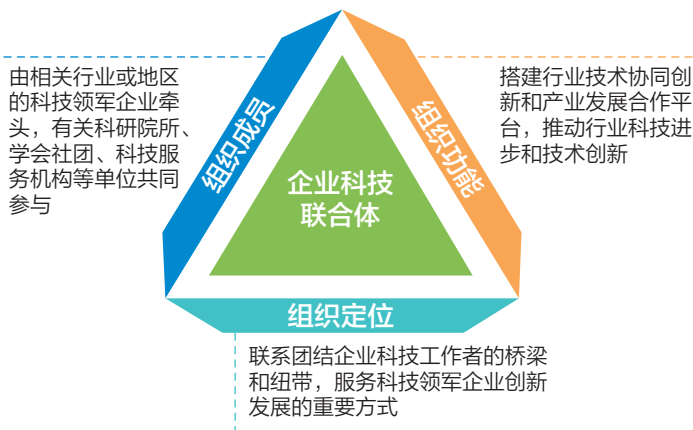 由相关行业或地区
的科技领军企业牵
头，有关科研院所、
学会社团、科技服
务机构等单位共同
参与
组织成员
企业科技
联合体
组织功能
搭建行业技术协同创
新和产业发展合作平
台，推动行业科技进
步和技术创新
组织定位
联系团结企业科技工作者的桥梁
和纽带，服务科技领军企业创新
发展的重要方式